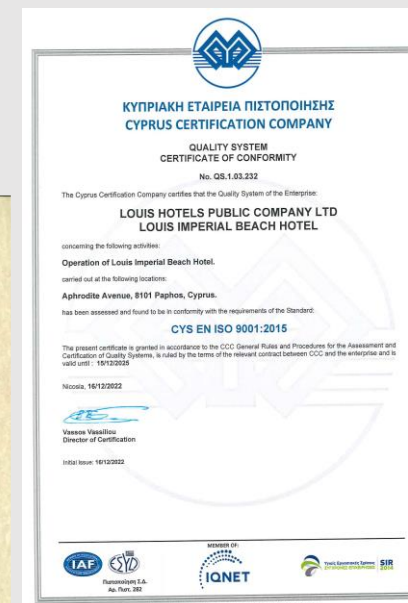 ΚΥΠΡΙΑΚΗ ΕΤΑΙΡΕΙΑ ΠΙΣΤΟΠΟΙΗΣΗΣ
CYPRUS CERTIFICATION COMPANY
QUALITY SYSTEM
CERTIFICATE OF CONFORMITY
No. QS.1.03.232
The Cyprus Certification Company certifies that the Quality System of the Enterprise:
LOUIS HOTELS PUBLIC COMPANY LTD
LOUIS IMPERIAL BEACH HOTEL
concerning the following activities:
Operation of Louis Imperial Beach Hotel.
carried out at the following locations:
Aphrodite Avenue, 8101 Paphos, Cyprus.
has been assessed and found to be in conformity with the requirements of the Standard:
CYS EN ISO 9001:2015
The present certificate is granted in accordance to the CCC General Rules and Procedures for the Assessment and
Certification of Quality Systems, is ruled by the terms of the relevant contract between CCC and the enterprise and is
valid until : 15/12/2025
Nicosia, 16/12/2022
Vassos Vassiliou
Director of Certification
Initial Issue: 16/12/2022
MEMBER OF:
IAF
ΕΣΥΔ
IQNET
SIR
2014
Πιστοποίηση Σ.Δ.
Αρ. Πιστ. 282